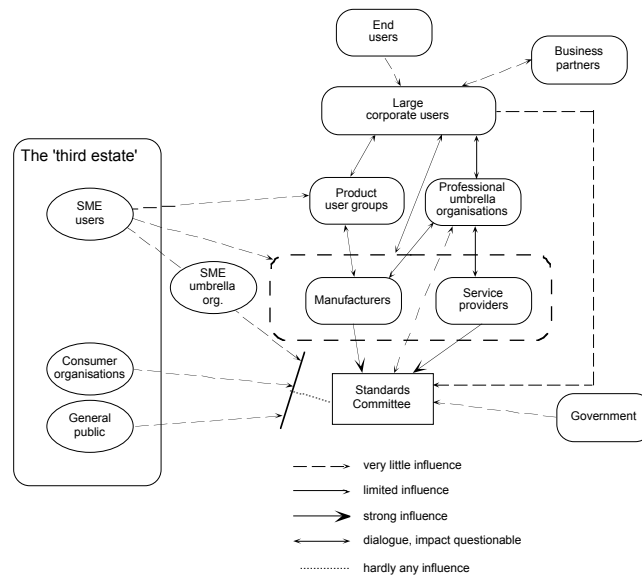 End
users
Business
partners
Large
corporate users
The 'third estate'
SME
users
Product
user groups
Professional
umbrella
organisations
SME
umbrella
org.
Manufacturers
Service
providers
Consumer
organisations
General
public
Standards
Committee
Government
very little influence
limited influence
strong influence
dialogue, impact questionable
hardly any influence